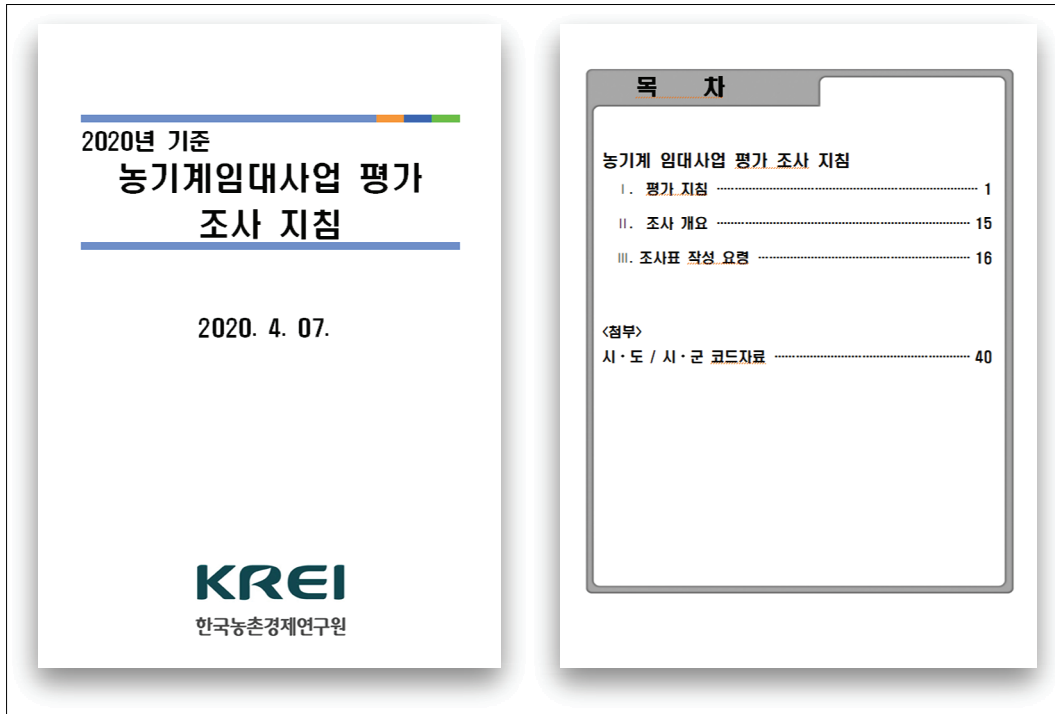 2020년 기준
농기계임대사업 평가
조사 지침
2020. 4. 07.
KREI
한국농촌경제연구원
목 차
농기계 임대사업 평가 조사 지침
Ⅰ. 평가 지침 ······ 1
Ⅱ. 조사 개요 ······ 15
Ⅲ. 조사표 작성 요령 ······ 16
<첨부>
시·도 / 시·군 코드자료 ······ 40